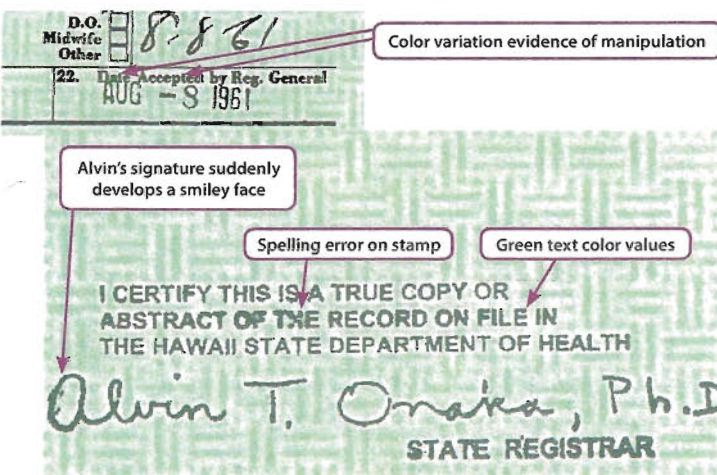 D.O.
Midwife
Other
8-8-61
22. Date Accepted by Reg. General
AUG -8 1961
Color variation evidence of manipulation
Alvin's signature suddenly
develops a smiley face
Spelling error on stamp
Green text color values
I CERTIFY THIS IS A TRUE COPY OR
ABSTRACT OF TXE RECORD ON FILE IN
THE HAWAII STATE DEPARTMENT OF HEALTH
Alvin T. Onaka, Ph.D
STATE REGISTRAR